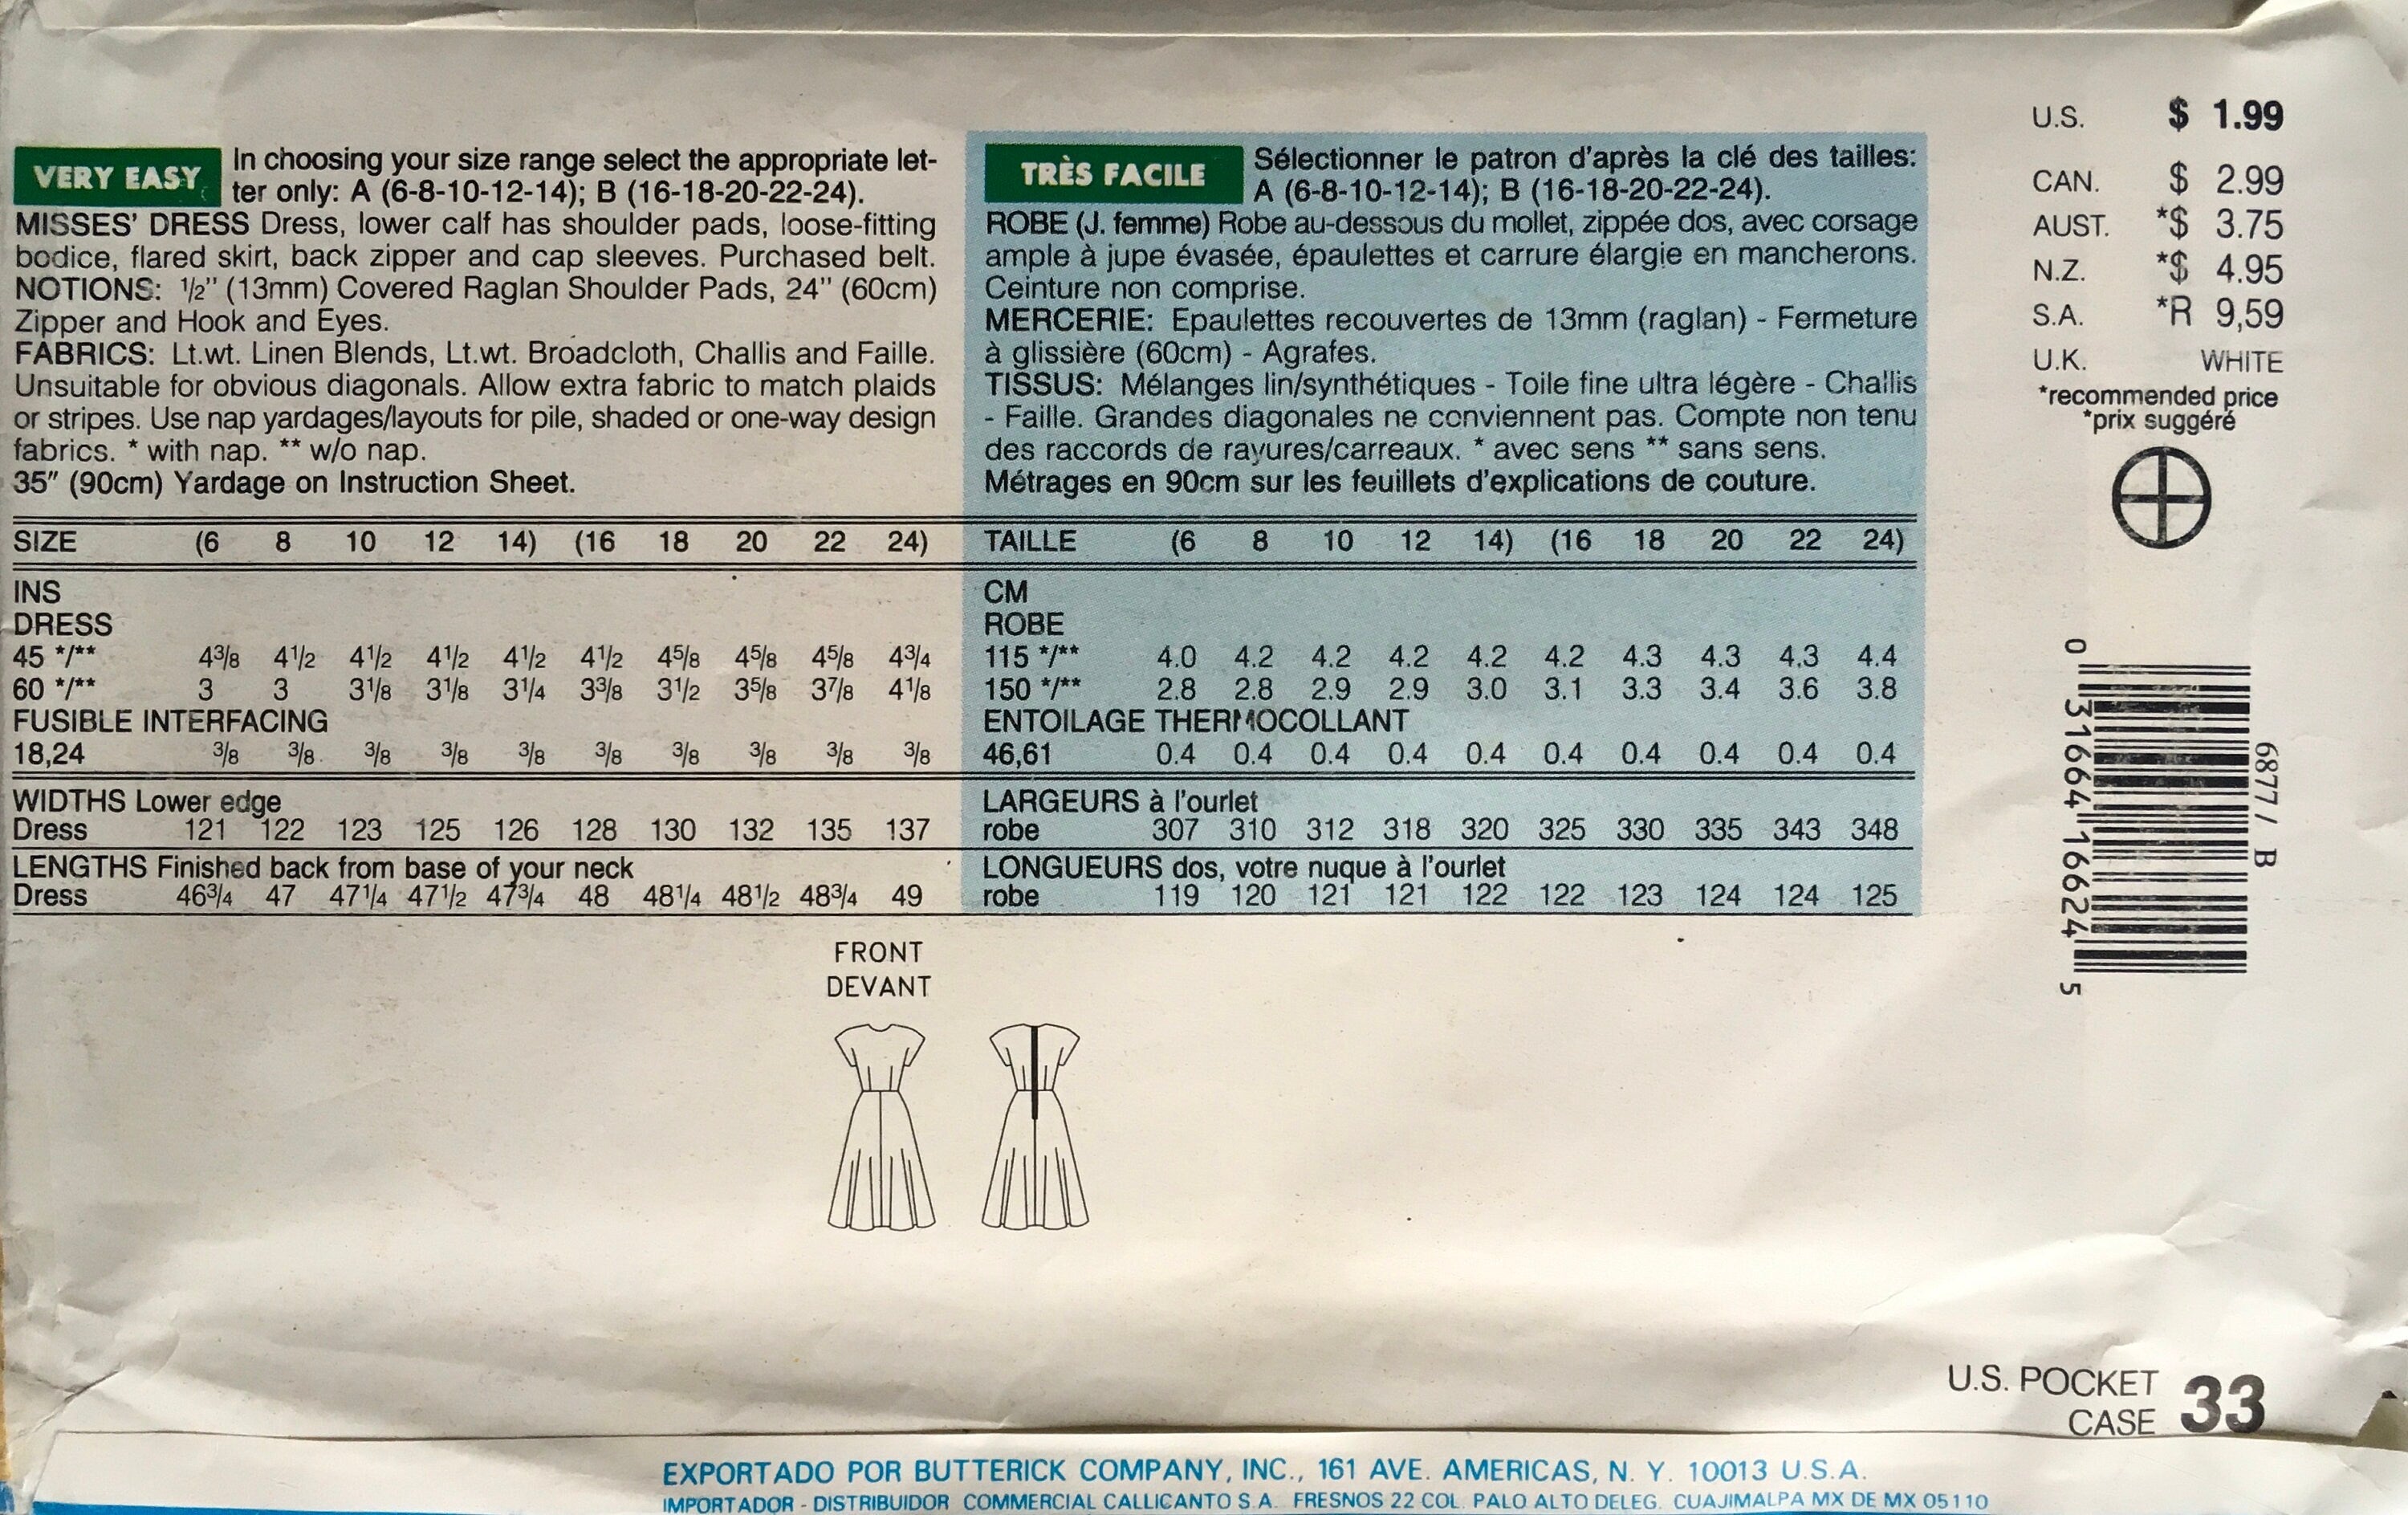 VERY EASY In choosing your size range select the appropriate let-
ter only: A (6-8-10-12-14); B (16-18-20-22-24).
MISSES' DRESS Dress, lower calf has shoulder pads, loose-fitting
bodice, flared skirt, back zipper and cap sleeves. Purchased belt.
NOTIONS: 1/2" (13mm) Covered Raglan Shoulder Pads, 24" (60cm)
Zipper and Hook and Eyes.
FABRICS: Lt.wt. Linen Blends, Lt.wt. Broadcloth, Challis and Faille.
Unsuitable for obvious diagonals. Allow extra fabric to match plaids
or stripes. Use nap yardages/layouts for pile, shaded or one-way design
fabrics. * with nap. ** w/o nap.
35" (90cm) Yardage on Instruction Sheet.
SIZE (6 8 10 12 14) (16 18 20 22 24)
INS
DRESS
45 */** 4 3/8 4 1/2 4 1/2 4 1/2 4 1/2 4 1/2 4 5/8 4 5/8 4 5/8 4 3/4
60 */** 3 3 3 1/8 3 1/8 3 1/4 3 3/8 3 1/2 3 5/8 3 7/8 4 1/8
FUSIBLE INTERFACING
18,24 3/8 3/8 3/8 3/8 3/8 3/8 3/8 3/8 3/8 3/8
WIDTHS Lower edge
Dress 121 122 123 125 126 128 130 132 135 137
LENGTHS Finished back from base of your neck
Dress 46 3/4 47 47 1/4 47 1/2 47 3/4 48 48 1/4 48 1/2 48 3/4 49
TRÈS FACILE Sélectionner le patron d'après la clé des tailles:
A (6-8-10-12-14); B (16-18-20-22-24).
ROBE (J. femme) Robe au-dessous du mollet, zippée dos, avec corsage
ample à jupe évasée, épaulettes et carrure élargie en mancherons.
Ceinture non comprise.
MERCERIE: Epaulettes recouvertes de 13mm (raglan) - Fermeture
à glissière (60cm) - Agrafes.
TISSUS: Mélanges lin/synthétiques - Toile fine ultra légère - Challis
- Faille. Grandes diagonales ne conviennent pas. Compte non tenu
des raccords de rayures/carreaux. * avec sens ** sans sens.
Métrages en 90cm sur les feuillets d'explications de couture.
TAILLE (6 8 10 12 14) (16 18 20 22 24)
CM
ROBE
115 */** 4.0 4.2 4.2 4.2 4.2 4.2 4.3 4.3 4.3 4.4
150 */** 2.8 2.8 2.9 2.9 3.0 3.1 3.3 3.4 3.6 3.8
ENTOILAGE THERMOCOLLANT
46,61 0.4 0.4 0.4 0.4 0.4 0.4 0.4 0.4 0.4 0.4
LARGEURS à l'ourlet
robe 307 310 312 318 320 325 330 335 343 348
LONGUEURS dos, votre nuque à l'ourlet
robe 119 120 121 121 122 122 123 124 124 125
U.S. $ 1.99
CAN. $ 2.99
AUST. *$ 3.75
N.Z. *$ 4.95
S.A. *R 9,59
U.K. WHITE
*recommended price
*prix suggéré
0 31664 16624 5
6877/ B
FRONT
DEVANT
U.S. POCKET
CASE 33
EXPORTADO POR BUTTERICK COMPANY, INC., 161 AVE. AMERICAS, N. Y. 10013 U.S.A.
IMPORTADOR - DISTRIBUIDOR COMMERCIAL CALLICANTO S.A. FRESNOS 22 COL. PALO ALTO DELEG. CUAJIMALPA MX DE MX 05110